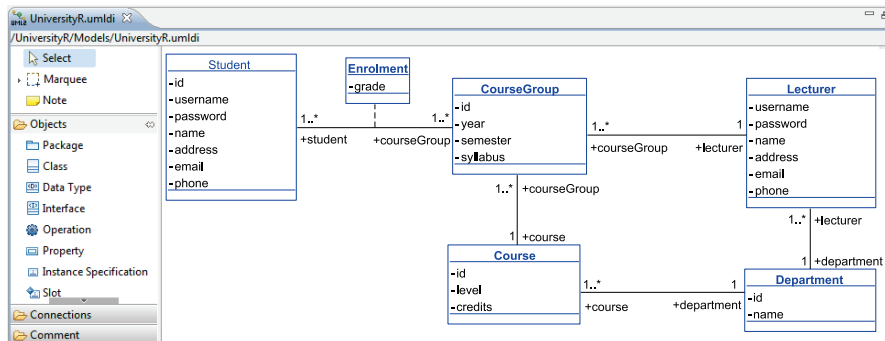 UniversityR.umldi
/UniversityR/Models/UniversityR.umldi
Select
Marquee
Note
Objects
Package
Class
Data Type
Interface
Operation
Property
Instance Specification
Slot
Connections
Comment
Student
-id
-username
-password
-name
-address
-email
-phone
Enrolment
-grade
1..*
+student
1..*
+courseGroup
CourseGroup
-id
-year
-semester
-syllabus
1..*
+courseGroup
1
+lecturer
Lecturer
-username
-password
-name
-address
-email
-phone
1..* +courseGroup
1 +course
1..* +lecturer
1 +department
Course
-id
-level
-credits
1..*
+course
1
+department
Department
-id
-name